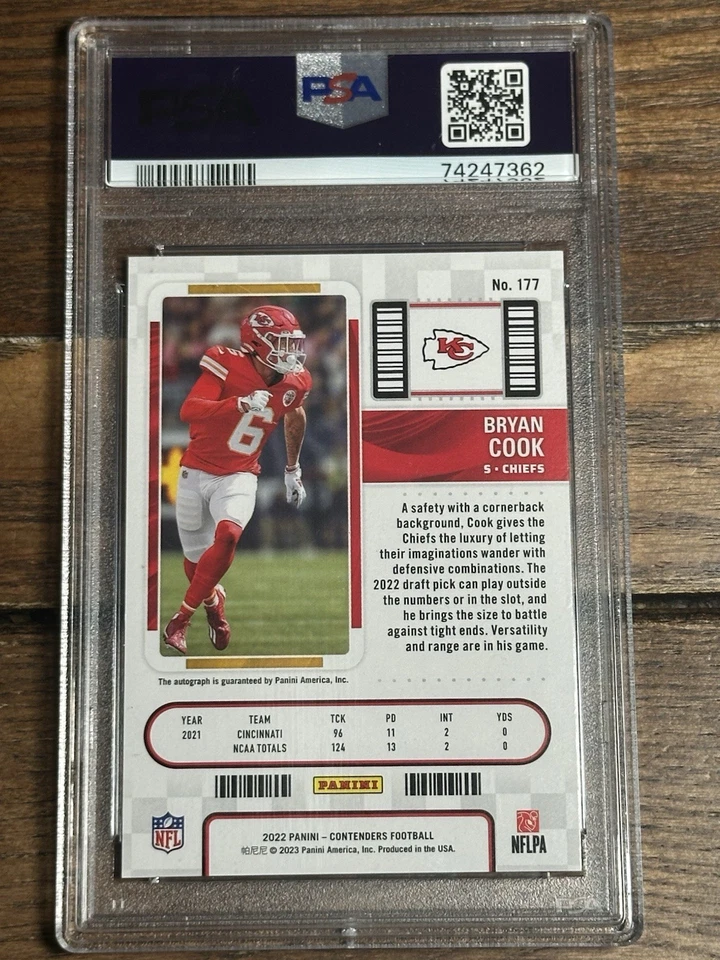 PSA
74247362
No. 177
KC
BRYAN
COOK
S • CHIEFS
6
6
A safety with a cornerback
background, Cook gives the
Chiefs the luxury of letting
their imaginations wander with
defensive combinations. The
2022 draft pick can play outside
the numbers or in the slot, and
he brings the size to battle
against tight ends. Versatility
and range are in his game.
The autograph is guaranteed by Panini America, Inc.
YEAR TEAM TCK PD INT YDS
2021 CINCINNATI 96 11 2 0
NCAA TOTALS 124 13 2 0
PANINI
NFL
2022 PANINI – CONTENDERS FOOTBALL
帕尼尼 © 2023 Panini America, Inc. Produced in the USA.
NFLPA
PSA